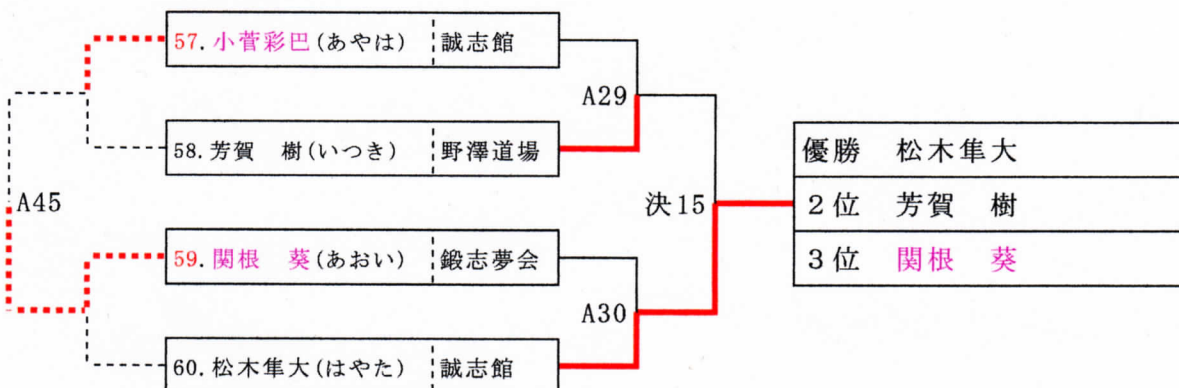 57.小菅彩巴(あやは) 誠志館
A29
58.芳賀 樹(いつき) 野澤道場
優勝 松木隼大
A45
決15
2位 芳賀 樹
59.関根 葵(あおい) 鍛志夢会
3位 関根 葵
A30
60.松木隼大(はやた) 誠志館